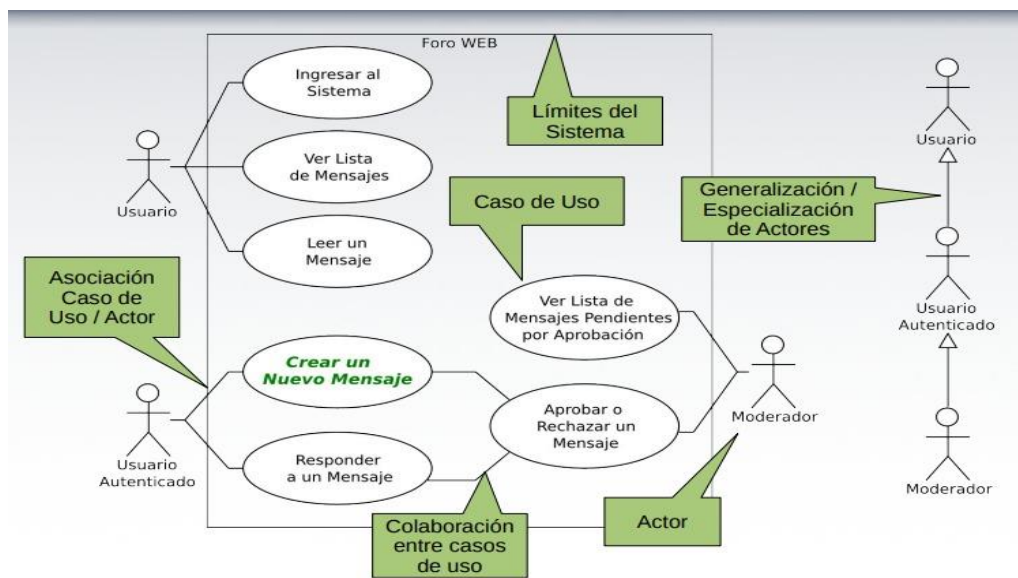 Foro WEB
Ingresar al
Sistema
Límites del
Sistema
Ver Lista
de Mensajes
Usuario
Leer un
Mensaje
Caso de Uso
Usuario
Generalización /
Especialización
de Actores
Asociación
Caso de
Uso / Actor
Ver Lista de
Mensajes Pendientes
por Aprobación
Usuario
Autenticado
Crear un
Nuevo Mensaje
Aprobar o
Rechazar un
Mensaje
Moderador
Usuario
Autenticado
Responder
a un Mensaje
Colaboración
entre casos
de uso
Actor
Moderador